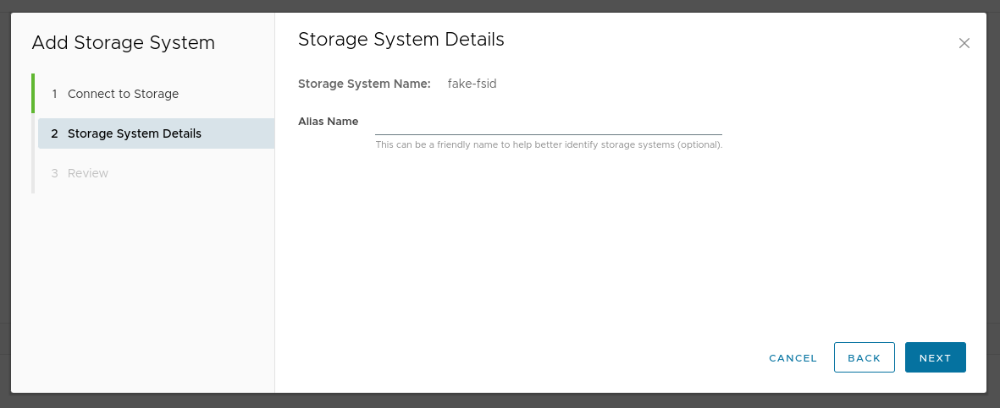 Add Storage System
1 Connect to Storage
2 Storage System Details
3 Review
Storage System Details
Storage System Name: fake-fsid
Alias Name
This can be a friendly name to help better identify storage systems (optional).
CANCEL BACK NEXT